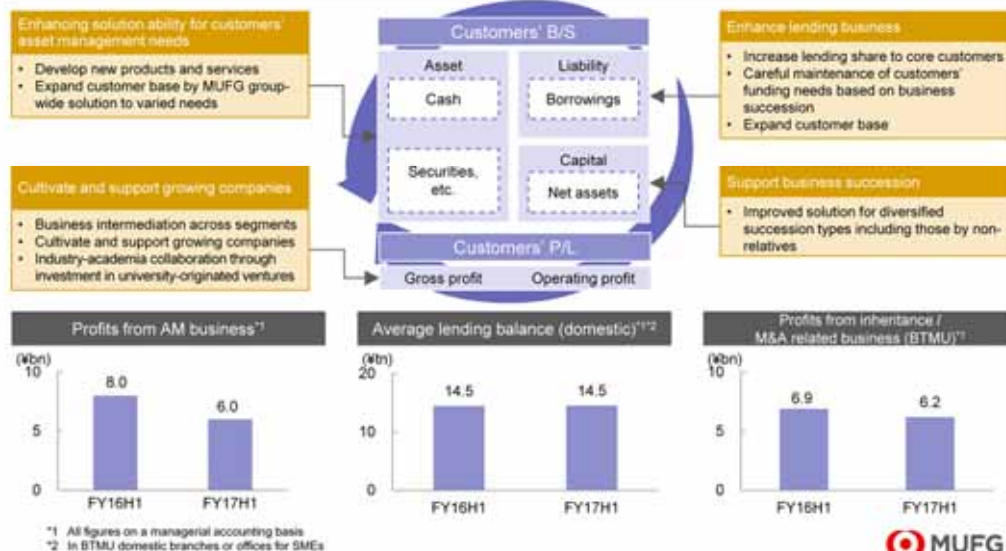 Enhancing solution ability for customers'
asset management needs
• Develop new products and services
• Expand customer base by MUFG group-
wide solution to varied needs
Cultivate and support growing companies
• Business intermediation across segments
• Cultivate and support growing companies
• Industry-academia collaboration through
investment in university-originated ventures
Customers' B/S
Asset
Cash
Securities,
etc.
Liability
Borrowings
Capital
Net assets
Customers' P/L
Gross profit Operating profit
Enhance lending business
• Increase lending share to core customers
• Careful maintenance of customers'
funding needs based on business
succession
• Expand customer base
Support business succession
• Improved solution for diversified
succession types including those by non-
relatives
Profits from AM business*1
(¥bn)
10
5
0
8.0
6.0
FY16H1 FY17H1
Average lending balance (domestic)*1*2
(¥tn)
20
10
0
14.5
14.5
FY16H1 FY17H1
Profits from inheritance /
M&A related business (BTMU)*1
(¥bn)
10
5
0
6.9
6.2
FY16H1 FY17H1
*1 All figures on a managerial accounting basis
*2 In BTMU domestic branches or offices for SMEs
MUFG